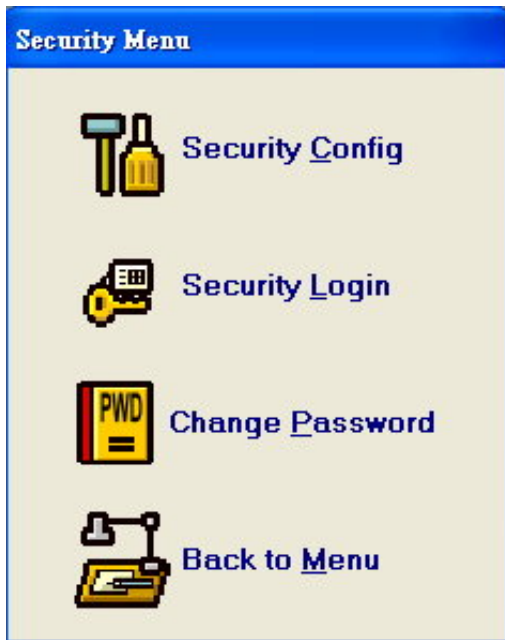 Security Menu
Security Config
Security Login
PWD
Change Password
Back to Menu